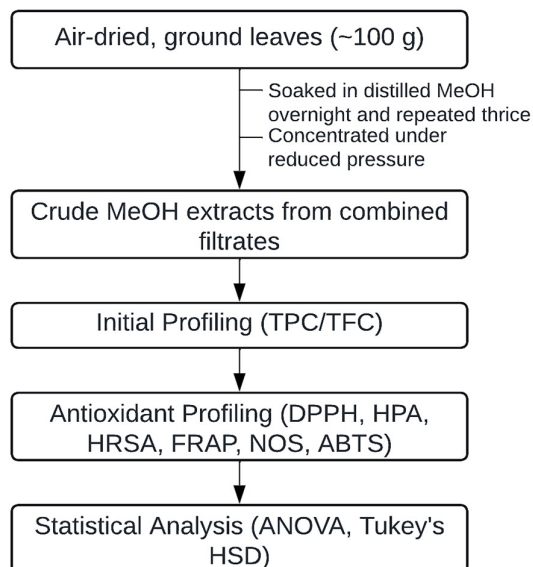 Air-dried, ground leaves (~100 g)
Soaked in distilled MeOH
overnight and repeated thrice
Concentrated under
reduced pressure
Crude MeOH extracts from combined
filtrates
Initial Profiling (TPC/TFC)
Antioxidant Profiling (DPPH, HPA,
HRSA, FRAP, NOS, ABTS)
Statistical Analysis (ANOVA, Tukey's
HSD)